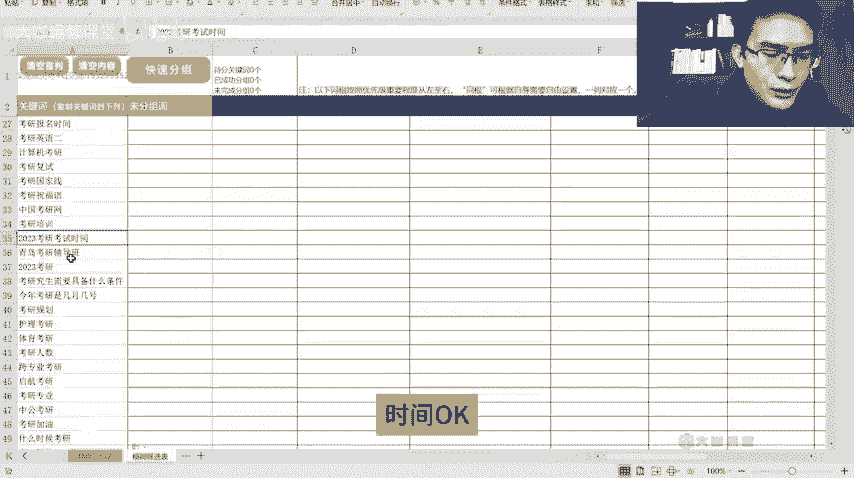 格式刷
合并居中
自动换行
条件格式
表格样式
2023考研考试时间
A B C D E F
清空首列 清空内容 快速分组
待分关键词0个
已成功分组0个
未完成分组0个
1
注：以下词根按照优先级重要程度从左至右，“词根”可根据自身需要自由设置，一列对应一个。
2 关键词（复制关键词到下列） 未分组词
27 考研报名时间
28 考研英语二
29 计算机考研
30 考研复试
31 考研国家线
32 考研祝福语
33 中国考研网
34 考研培训
35 2023考研考试时间
36 青岛考研辅导班
37 2023考研
38 考研究生需要具备什么条件
39 今年考研是几月几号
40 考研规划
41 护理考研
42 体育考研
43 考研人数
44 跨专业考研
45 启航考研
46 考研专业
47 中公考研
48 考研加油
49 什么时候考研
时间OK
100%